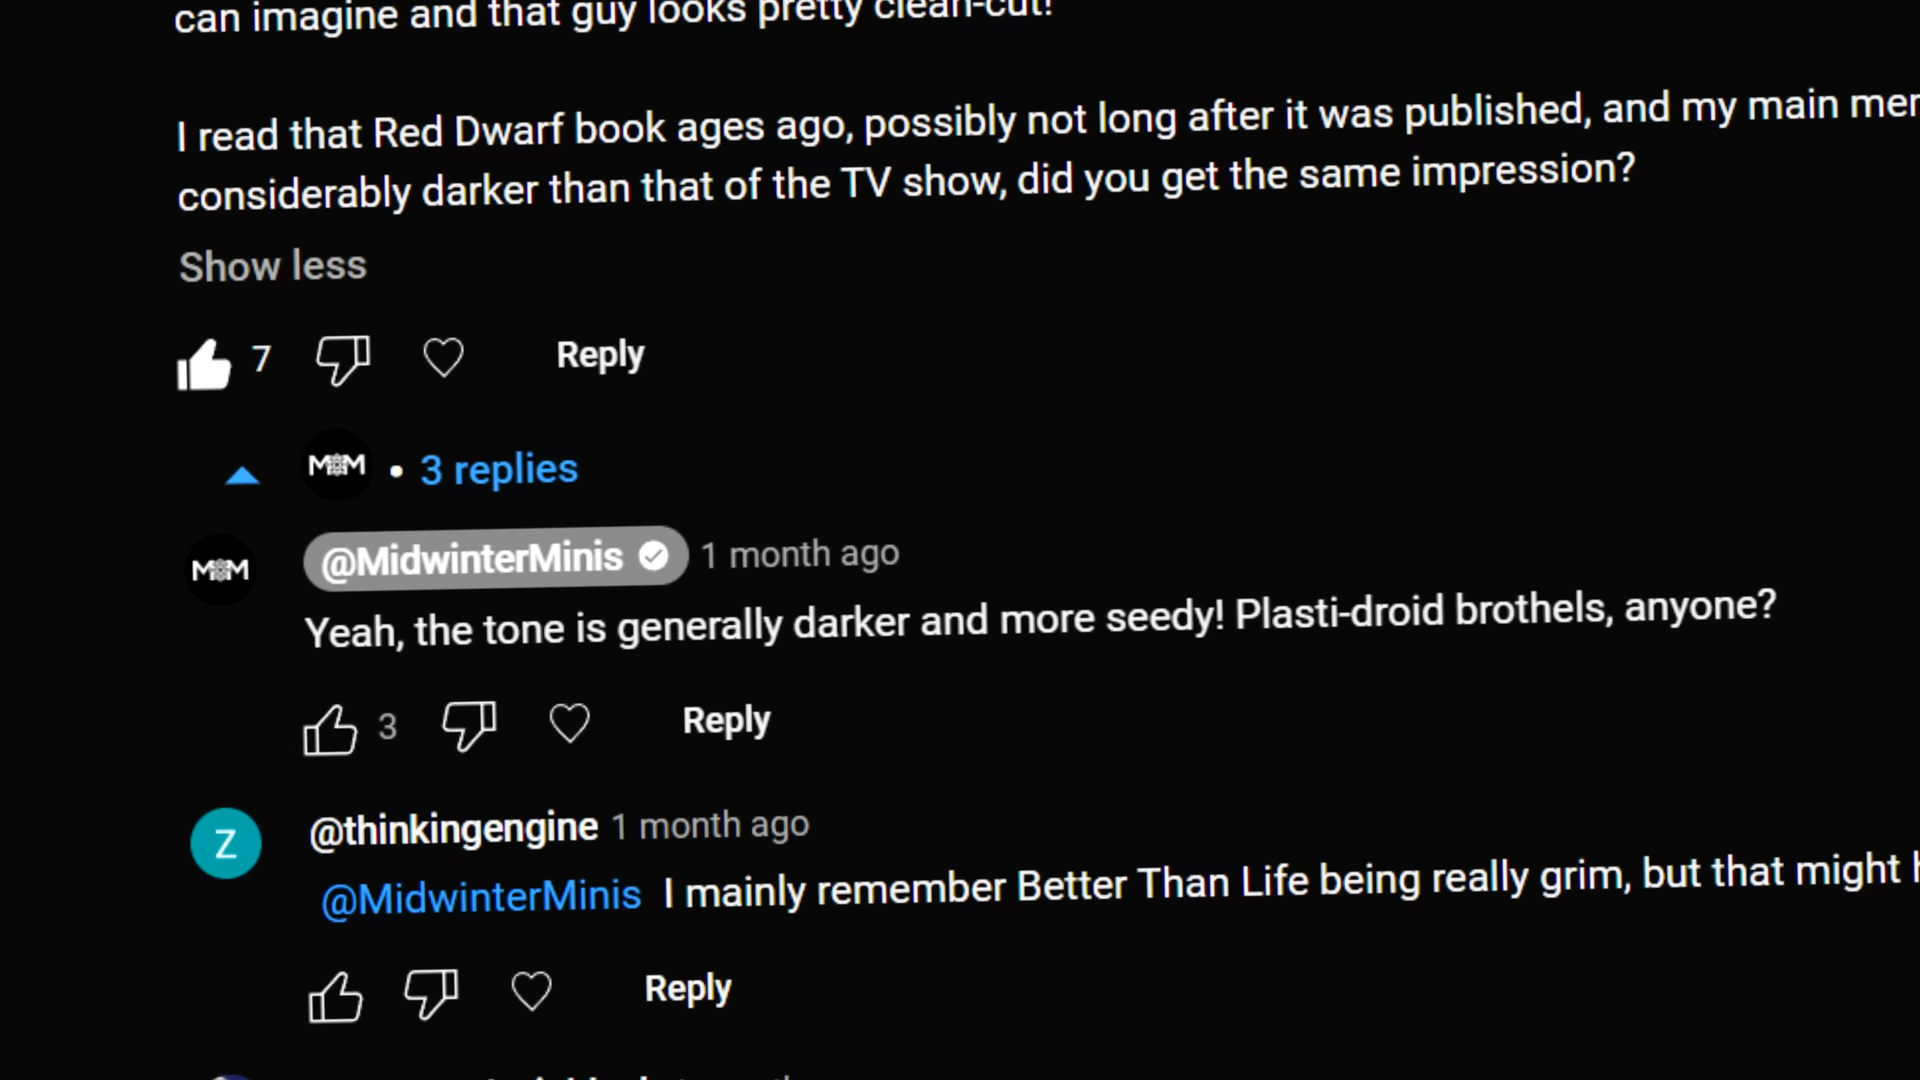 can imagine and that guy looks pretty clean-cut!
I read that Red Dwarf book ages ago, possibly not long after it was published, and my main
considerably darker than that of the TV show, did you get the same impression?
Show less
7
Reply
M M • 3 replies
M M
@MidwinterMinis 1 month ago
Yeah, the tone is generally darker and more seedy! Plasti-droid brothels, anyone?
3
Reply
Z
@thinkingengine 1 month ago
@MidwinterMinis I mainly remember Better Than Life being really grim, but that might
Reply